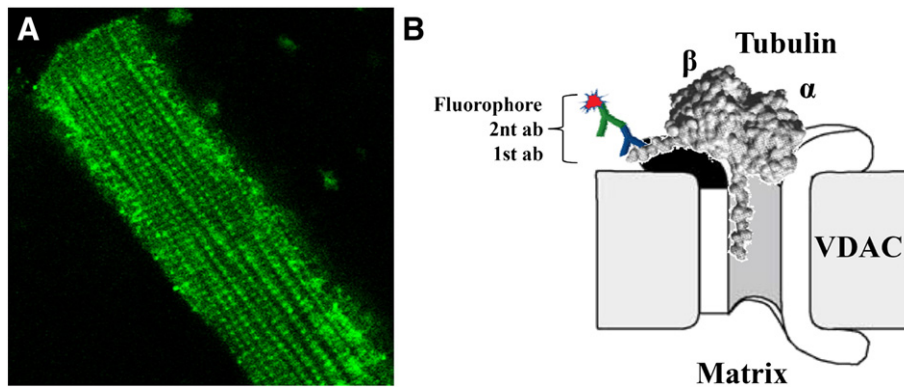 A
B
Tubulin
β
α
Fluorophore
2nt ab
1st ab
VDAC
Matrix